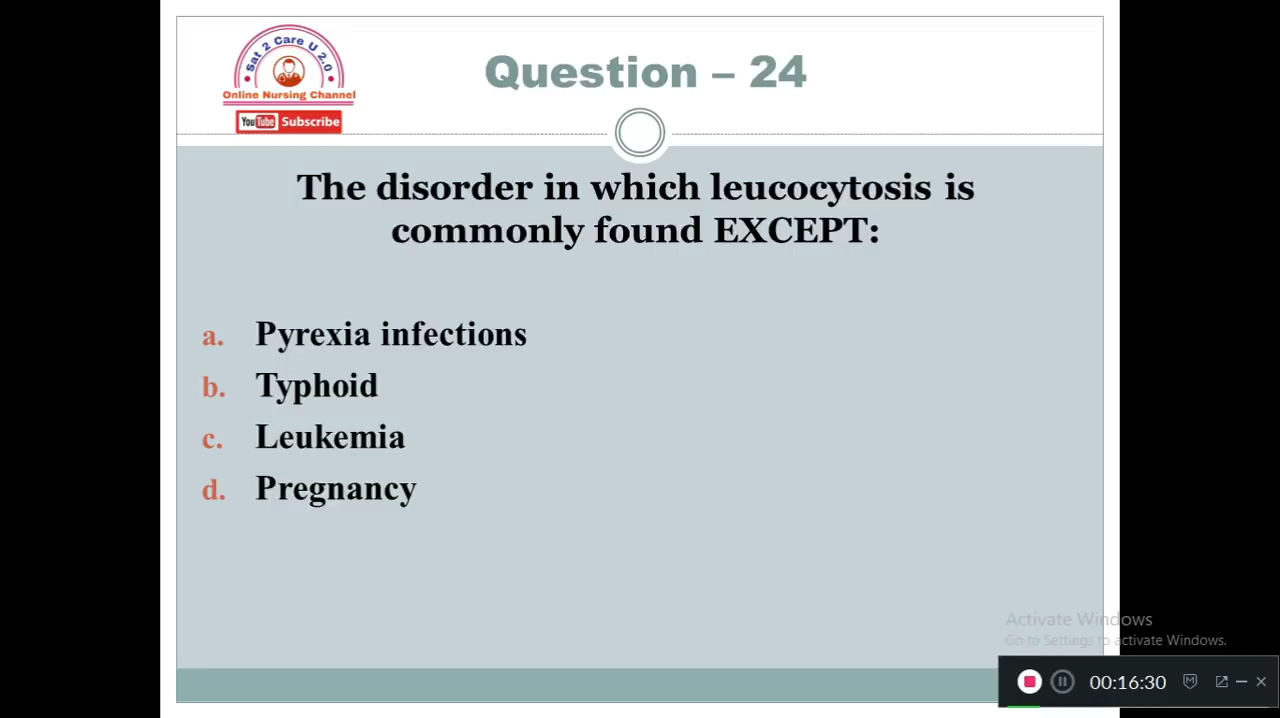 Sat 2 Care U 2.0
Online Nursing Channel
YouTube Subscribe
Question – 24
The disorder in which leucocytosis is
commonly found EXCEPT:
a. Pyrexia infections
b. Typhoid
c. Leukemia
d. Pregnancy
Activate Windows
Go to Settings to activate Windows.
00:16:30